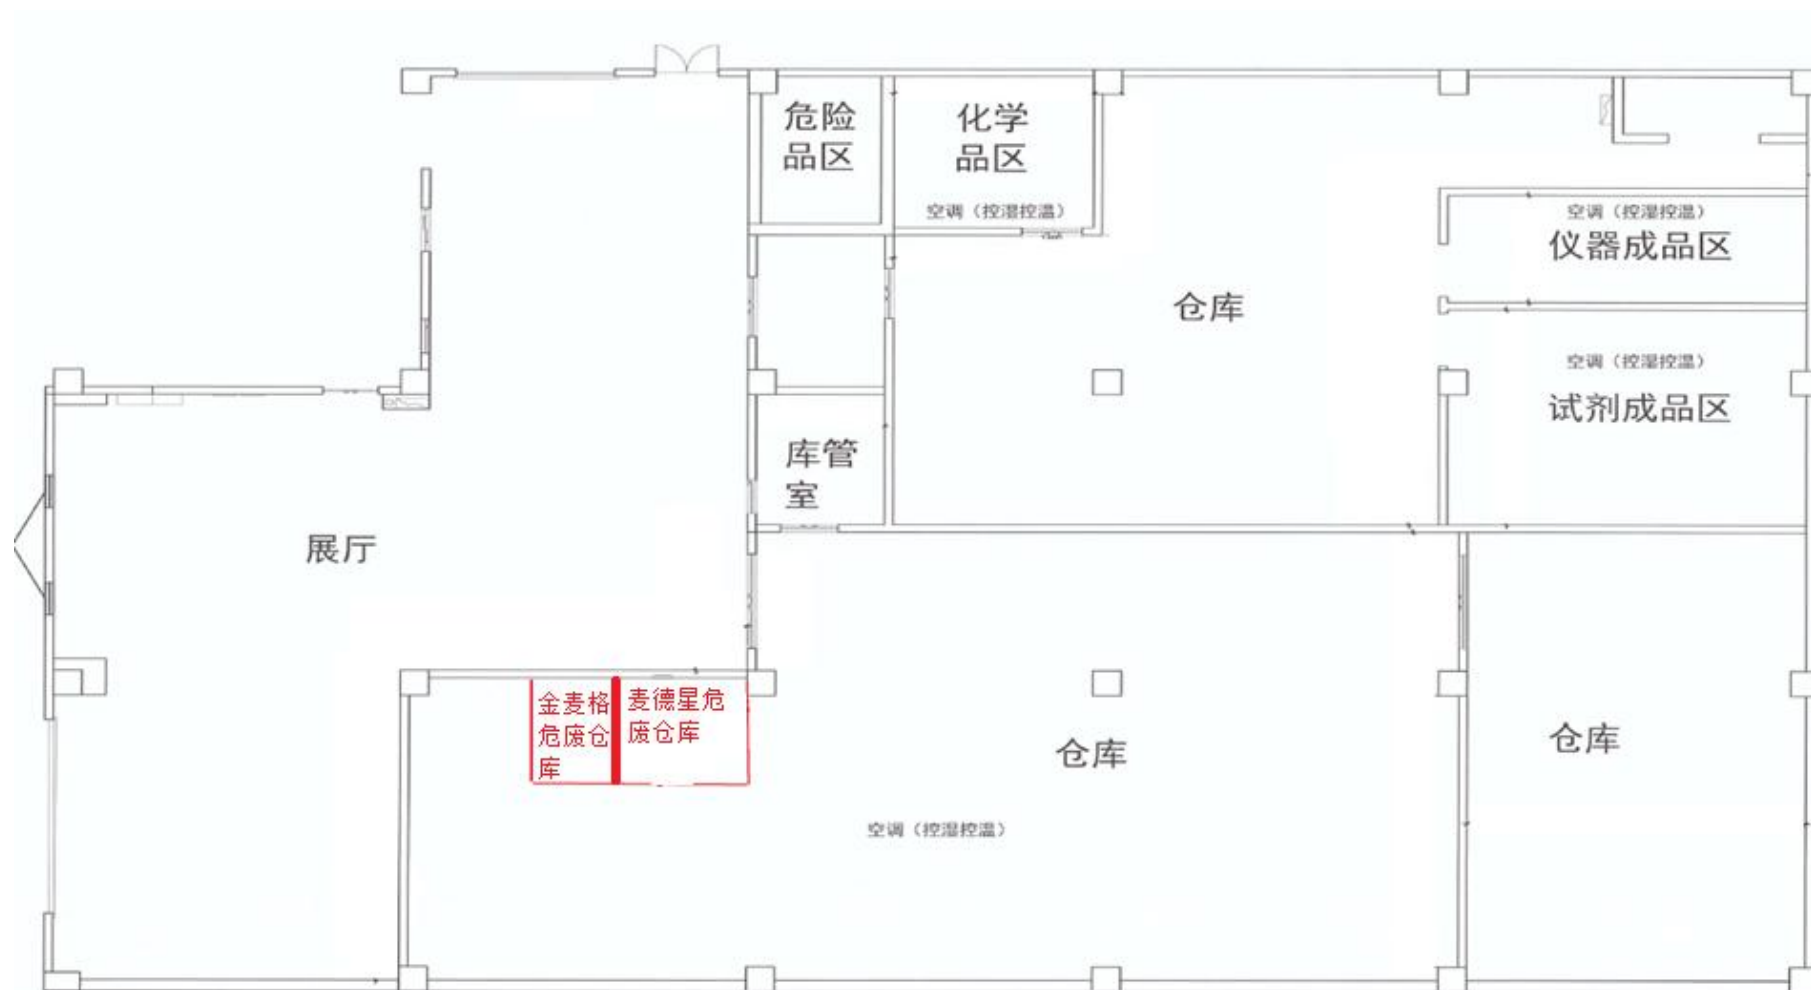 危险
品区
化学
品区
空调（控湿控温）
空调（控湿控温）
仪器成品区
仓库
空调（控湿控温）
试剂成品区
库管
室
展厅
金麦格
危废仓
库
麦德星危
废仓库
仓库
空调（控湿控温）
仓库